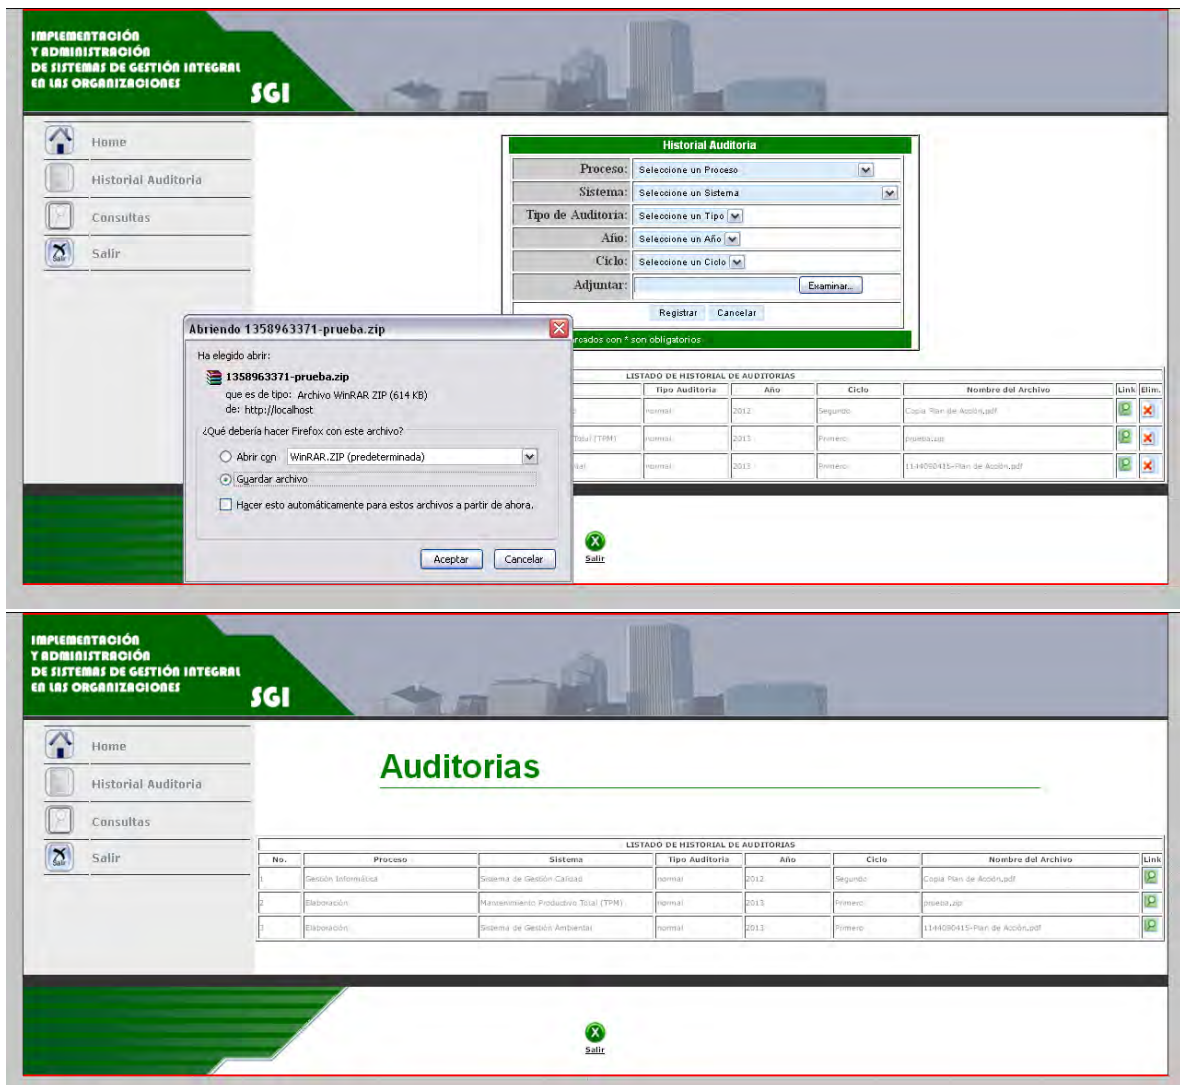 IMPLEMENTACIÓN
Y ADMINISTRACIÓN
DE SISTEMAS DE GESTIÓN INTEGRAL
EN LAS ORGANIZACIONES
SGI
Home
Historial Auditoria
Consultas
Salir
Historial Auditoria
Proceso: Seleccione un Proceso
Sistema: Seleccione un Sistema
Tipo de Auditoria: Seleccione un Tipo
Año: Seleccione un Año
Ciclo: Seleccione un Ciclo
Adjuntar: Examinar...
Registrar Cancelar
con * son obligatorios
Abriendo 1358963371-prueba.zip
Ha elegido abrir:
1358963371-prueba.zip
que es de tipo: Archivo WinRAR ZIP (614 KB)
de: http://localhost
¿Qué debería hacer Firefox con este archivo?
Abrir con WinRAR.ZIP (predeterminada)
Guardar archivo
Hacer esto automáticamente para estos archivos a partir de ahora.
Aceptar Cancelar
LISTADO DE HISTORIAL DE AUDITORIAS
Tipo Auditoria Año Ciclo Nombre del Archivo Link Elim.
normal 2012 Segundo Copia Plan de Acción.pdf
Total (TPM) normal 2013 Primero prueba.zip
normal 2013 Primero 1144090415-Plan de Acción.pdf
Salir
IMPLEMENTACIÓN
Y ADMINISTRACIÓN
DE SISTEMAS DE GESTIÓN INTEGRAL
EN LAS ORGANIZACIONES
SGI
Home
Historial Auditoria
Consultas
Salir
Auditorias
LISTADO DE HISTORIAL DE AUDITORIAS
No. Proceso Sistema Tipo Auditoria Año Ciclo Nombre del Archivo Link
1 Gestión Informática Sistema de Gestión Calidad normal 2012 Segundo Copia Plan de Acción.pdf
2 Elaboración Mantenimiento Productivo Total (TPM) normal 2013 Primero prueba.zip
3 Elaboración Sistema de Gestión Ambiental normal 2013 Primero 1144090415-Plan de Acción.pdf
Salir